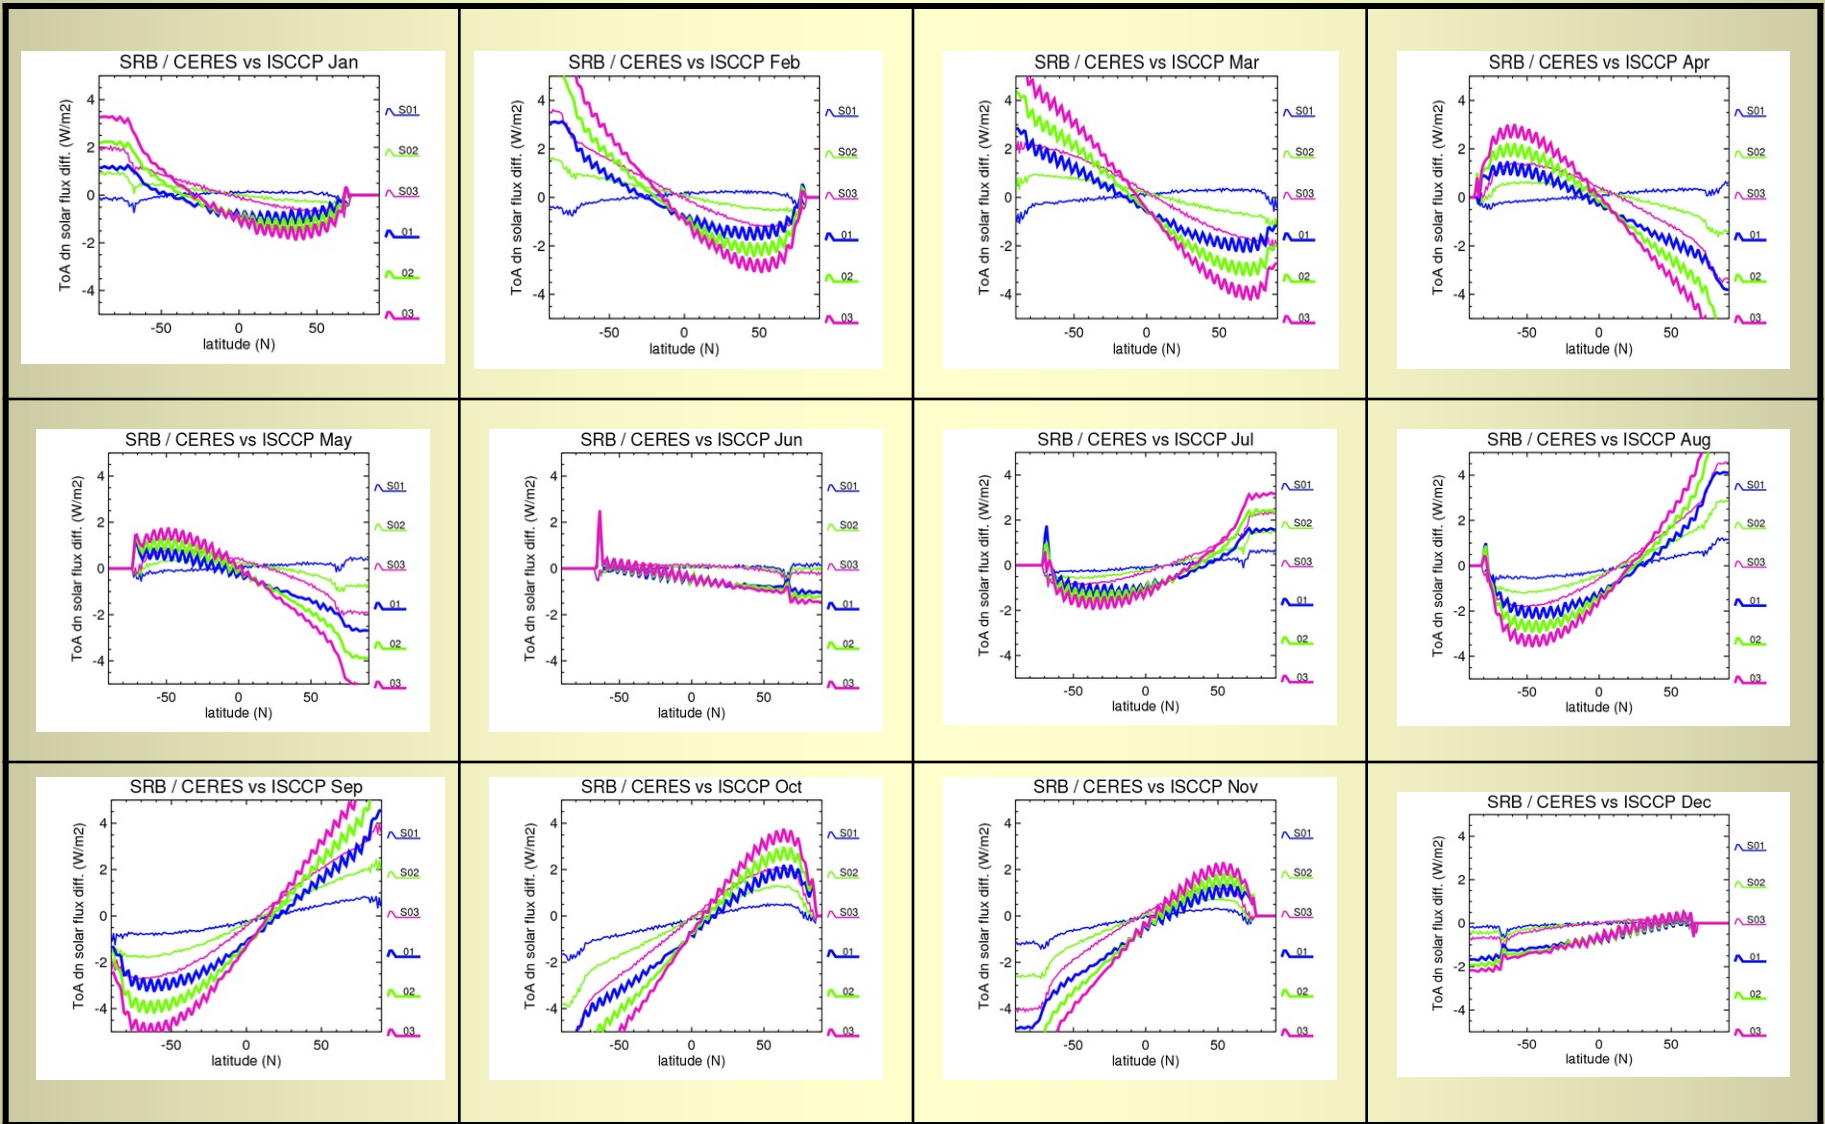 SRB / CERES vs ISCCP Jan
ToA dn solar flux diff. (W/m2)
4
2
0
-2
-4
-50 0 50
latitude (N)
S01
S02
S03
01
02
03
SRB / CERES vs ISCCP Feb
ToA dn solar flux diff. (W/m2)
4
2
0
-2
-4
-50 0 50
latitude (N)
S01
S02
S03
01
02
03
SRB / CERES vs ISCCP Mar
ToA dn solar flux diff. (W/m2)
4
2
0
-2
-4
-50 0 50
latitude (N)
S01
S02
S03
01
02
03
SRB / CERES vs ISCCP Apr
ToA dn solar flux diff. (W/m2)
4
2
0
-2
-4
-50 0 50
latitude (N)
S01
S02
S03
01
02
03
SRB / CERES vs ISCCP May
ToA dn solar flux diff. (W/m2)
4
2
0
-2
-4
-50 0 50
latitude (N)
S01
S02
S03
01
02
03
SRB / CERES vs ISCCP Jun
ToA dn solar flux diff. (W/m2)
4
2
0
-2
-4
-50 0 50
latitude (N)
S01
S02
S03
01
02
03
SRB / CERES vs ISCCP Jul
ToA dn solar flux diff. (W/m2)
4
2
0
-2
-4
-50 0 50
latitude (N)
S01
S02
S03
01
02
03
SRB / CERES vs ISCCP Aug
ToA dn solar flux diff. (W/m2)
4
2
0
-2
-4
-50 0 50
latitude (N)
S01
S02
S03
01
02
03
SRB / CERES vs ISCCP Sep
ToA dn solar flux diff. (W/m2)
4
2
0
-2
-4
-50 0 50
latitude (N)
S01
S02
S03
01
02
03
SRB / CERES vs ISCCP Oct
ToA dn solar flux diff. (W/m2)
4
2
0
-2
-4
-50 0 50
latitude (N)
S01
S02
S03
01
02
03
SRB / CERES vs ISCCP Nov
ToA dn solar flux diff. (W/m2)
4
2
0
-2
-4
-50 0 50
latitude (N)
S01
S02
S03
01
02
03
SRB / CERES vs ISCCP Dec
ToA dn solar flux diff. (W/m2)
4
2
0
-2
-4
-50 0 50
latitude (N)
S01
S02
S03
01
02
03